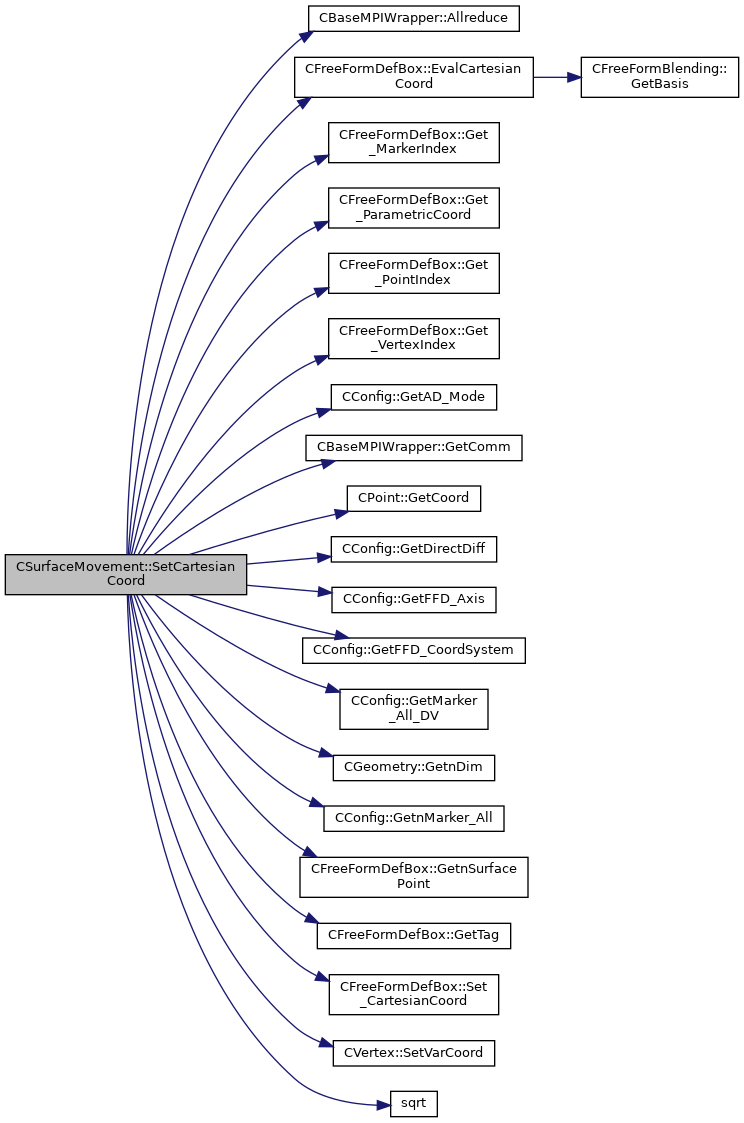 CBaseMPIWrapper::Allreduce
CFreeFormDefBox::EvalCartesian
Coord
CFreeFormBlending::
GetBasis
CFreeFormDefBox::Get
_MarkerIndex
CFreeFormDefBox::Get
_ParametricCoord
CFreeFormDefBox::Get
_PointIndex
CFreeFormDefBox::Get
_VertexIndex
CConfig::GetAD_Mode
CBaseMPIWrapper::GetComm
CPoint::GetCoord
CSurfaceMovement::SetCartesian
Coord
CConfig::GetDirectDiff
CConfig::GetFFD_Axis
CConfig::GetFFD_CoordSystem
CConfig::GetMarker
_All_DV
CGeometry::GetnDim
CConfig::GetnMarker_All
CFreeFormDefBox::GetnSurface
Point
CFreeFormDefBox::GetTag
CFreeFormDefBox::Set
_CartesianCoord
CVertex::SetVarCoord
sqrt